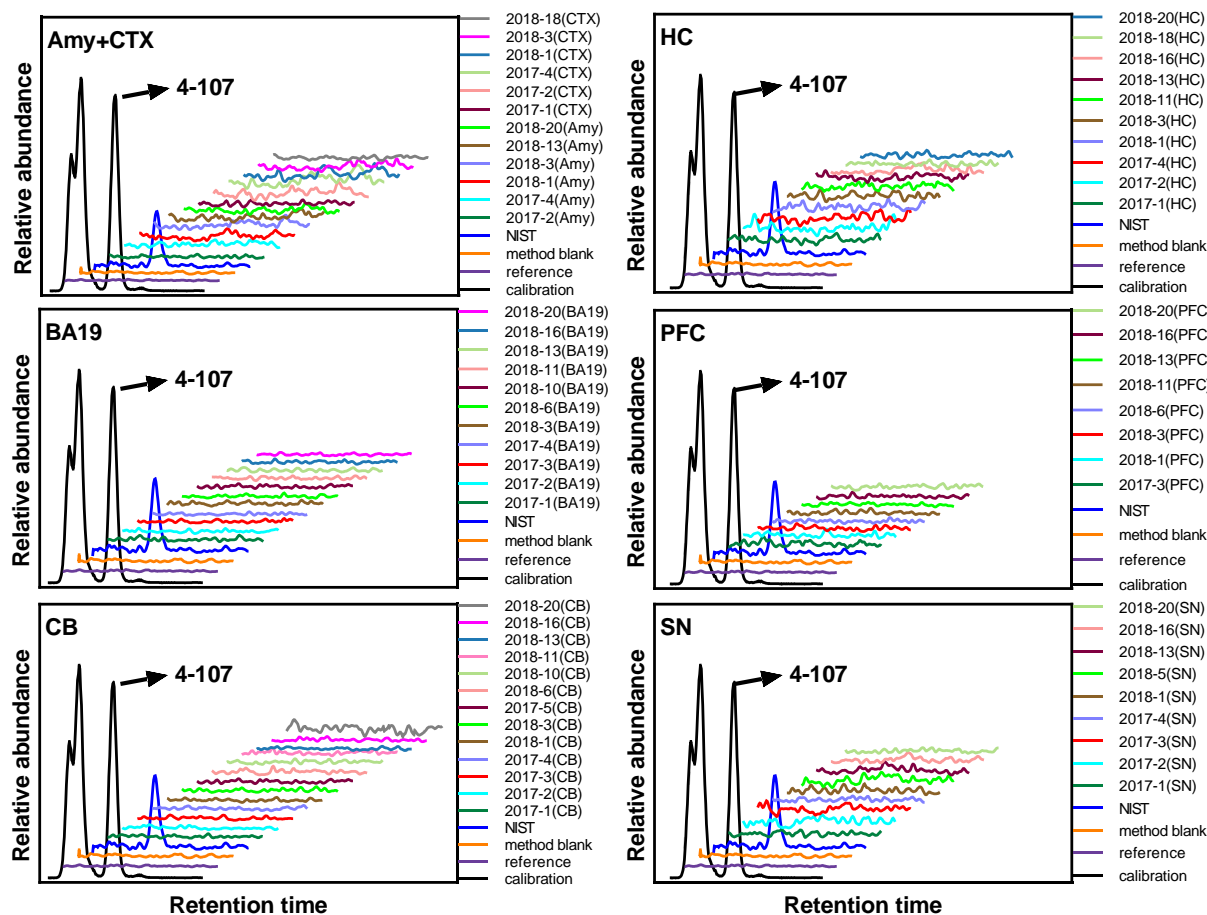 Amy+CTX
4-107
Relative abundance
2018-18(CTX)
2018-3(CTX)
2018-1(CTX)
2017-4(CTX)
2017-2(CTX)
2017-1(CTX)
2018-20(Amy)
2018-13(Amy)
2018-3(Amy)
2018-1(Amy)
2017-4(Amy)
2017-2(Amy)
NIST
method blank
reference
calibration
HC
4-107
Relative abundance
2018-20(HC)
2018-18(HC)
2018-16(HC)
2018-13(HC)
2018-11(HC)
2018-3(HC)
2018-1(HC)
2017-4(HC)
2017-2(HC)
2017-1(HC)
NIST
method blank
reference
calibration
BA19
4-107
Relative abundance
2018-20(BA19)
2018-16(BA19)
2018-13(BA19)
2018-11(BA19)
2018-10(BA19)
2018-6(BA19)
2018-3(BA19)
2017-4(BA19)
2017-3(BA19)
2017-2(BA19)
2017-1(BA19)
NIST
method blank
reference
calibration
PFC
4-107
Relative abundance
2018-20(PFC)
2018-16(PFC)
2018-13(PFC)
2018-11(PFC)
2018-6(PFC)
2018-3(PFC)
2018-1(PFC)
2017-3(PFC)
NIST
method blank
reference
calibration
CB
4-107
Relative abundance
2018-20(CB)
2018-16(CB)
2018-13(CB)
2018-11(CB)
2018-10(CB)
2018-6(CB)
2017-5(CB)
2018-3(CB)
2018-1(CB)
2017-4(CB)
2017-3(CB)
2017-2(CB)
2017-1(CB)
NIST
method blank
reference
calibration
Retention time
SN
4-107
Relative abundance
2018-20(SN)
2018-16(SN)
2018-13(SN)
2018-5(SN)
2018-1(SN)
2017-4(SN)
2017-3(SN)
2017-2(SN)
2017-1(SN)
NIST
method blank
reference
calibration
Retention time